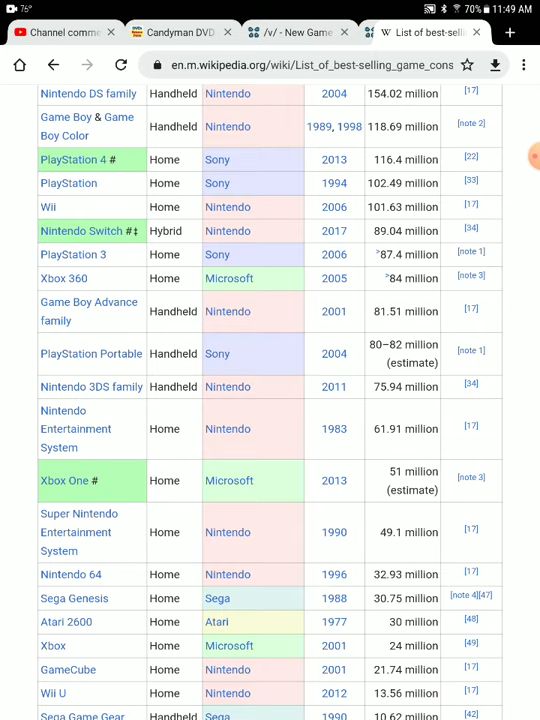 76° 70% 11:49 AM
Channel comme Candyman DVD /v/ - New Game W List of best-selli
en.m.wikipedia.org/wiki/List_of_best-selling_game_cons
Nintendo DS family Handheld Nintendo 2004 154.02 million [17]
Game Boy & Game
Boy Color Handheld Nintendo 1989, 1998 118.69 million [note 2]
PlayStation 4 # Home Sony 2013 116.4 million [22]
PlayStation Home Sony 1994 102.49 million [33]
Wii Home Nintendo 2006 101.63 million [17]
Nintendo Switch #‡ Hybrid Nintendo 2017 89.04 million [34]
PlayStation 3 Home Sony 2006 >87.4 million [note 1]
Xbox 360 Home Microsoft 2005 >84 million [note 3]
Game Boy Advance
family Handheld Nintendo 2001 81.51 million [17]
PlayStation Portable Handheld Sony 2004 80–82 million
(estimate) [note 1]
Nintendo 3DS family Handheld Nintendo 2011 75.94 million [34]
Nintendo
Entertainment
System Home Nintendo 1983 61.91 million [17]
Xbox One # Home Microsoft 2013 51 million
(estimate) [note 3]
Super Nintendo
Entertainment
System Home Nintendo 1990 49.1 million [17]
Nintendo 64 Home Nintendo 1996 32.93 million [17]
Sega Genesis Home Sega 1988 30.75 million [note 4][47]
Atari 2600 Home Atari 1977 30 million [48]
Xbox Home Microsoft 2001 24 million [49]
GameCube Home Nintendo 2001 21.74 million [17]
Wii U Home Nintendo 2012 13.56 million [17]
Sega Game Gear Handheld Sega 1990 10.62 million [42]